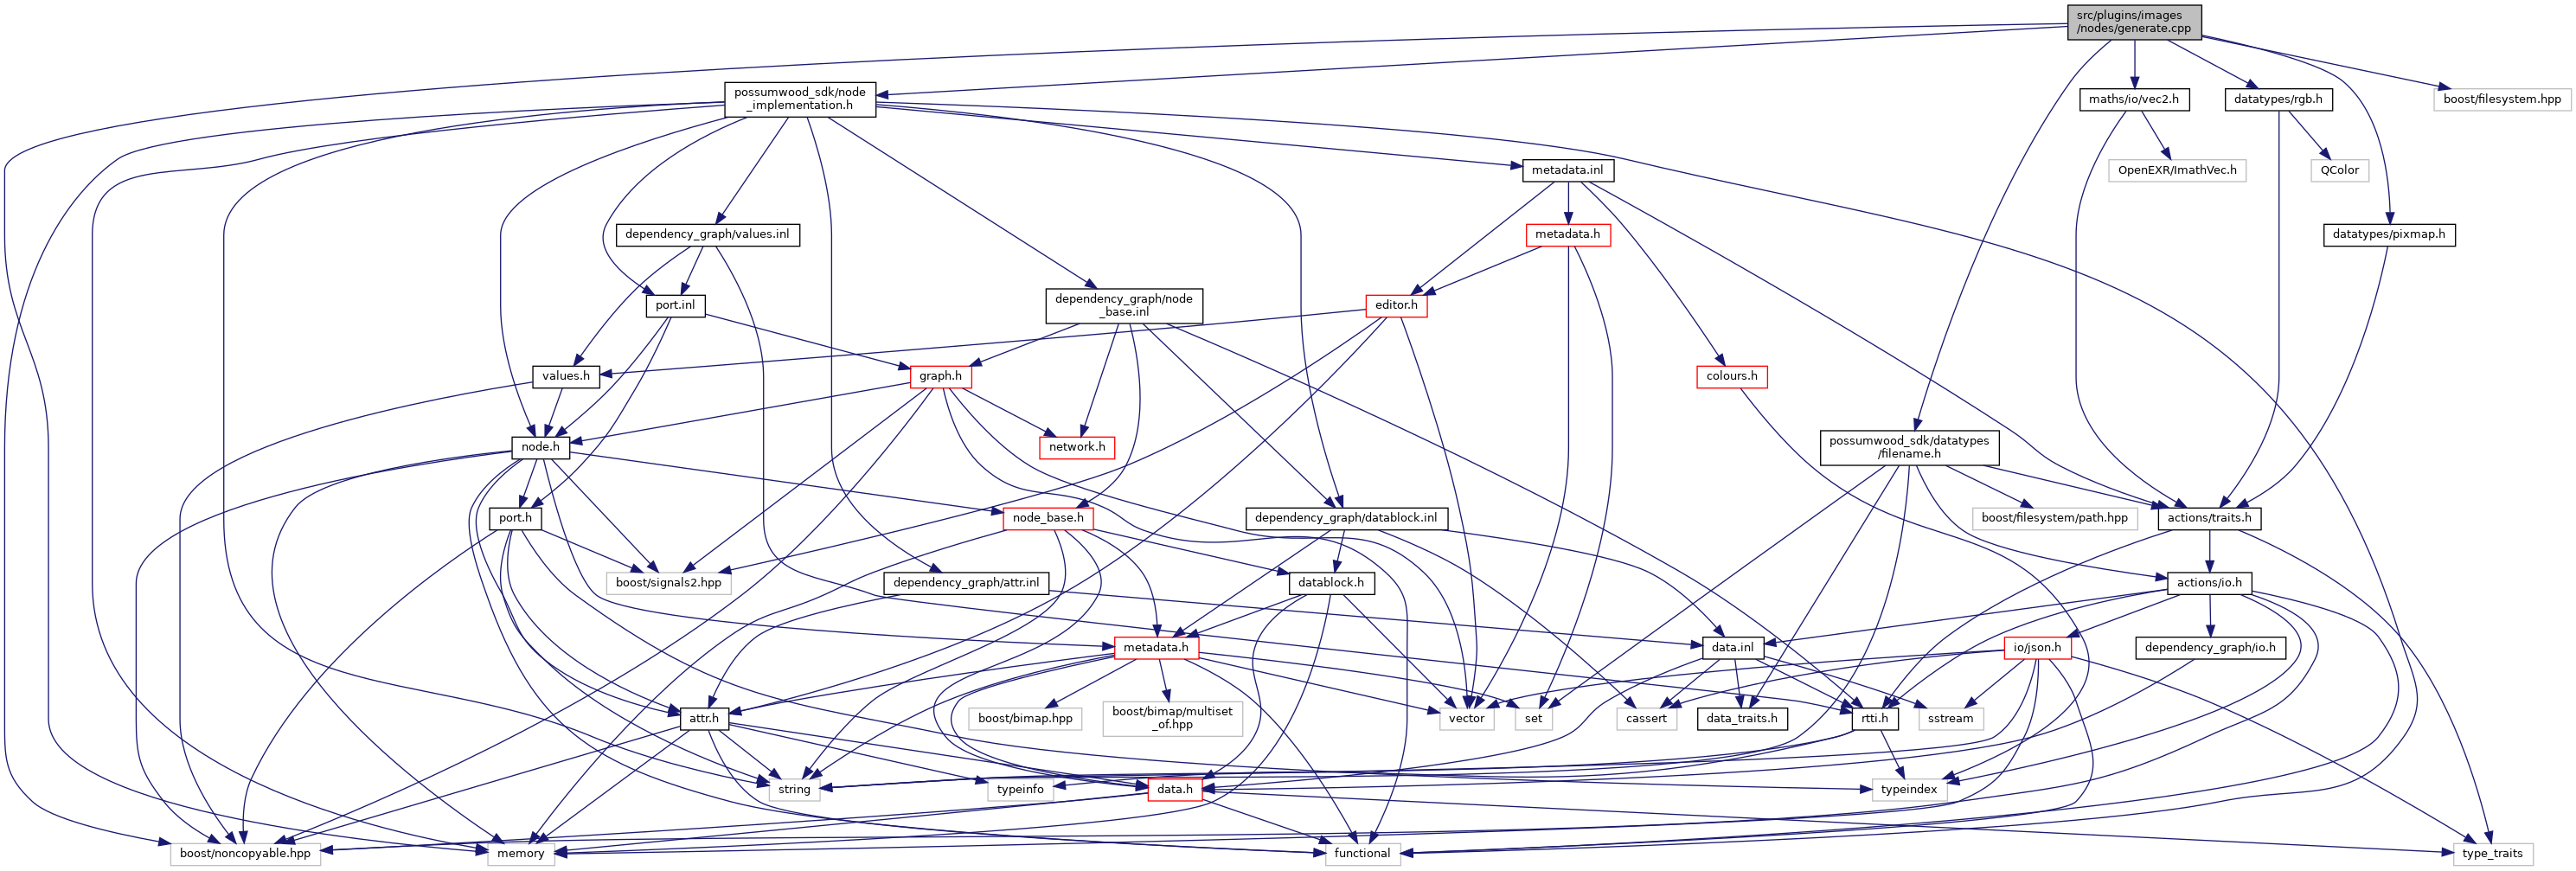 src/plugins/images
/nodes/generate.cpp
possumwood_sdk/node
_implementation.h
maths/io/vec2.h
datatypes/rgb.h
boost/filesystem.hpp
metadata.inl
OpenEXR/ImathVec.h
QColor
dependency_graph/values.inl
metadata.h
datatypes/pixmap.h
port.inl
dependency_graph/node
_base.inl
editor.h
values.h
graph.h
colours.h
node.h
network.h
possumwood_sdk/datatypes
/filename.h
port.h
node_base.h
dependency_graph/datablock.inl
boost/filesystem/path.hpp
actions/traits.h
boost/signals2.hpp
dependency_graph/attr.inl
datablock.h
actions/io.h
metadata.h
data.inl
io/json.h
dependency_graph/io.h
attr.h
boost/bimap.hpp
boost/bimap/multiset
_of.hpp
vector
set
cassert
data_traits.h
rtti.h
sstream
string
typeinfo
data.h
typeindex
boost/noncopyable.hpp
memory
functional
type_traits